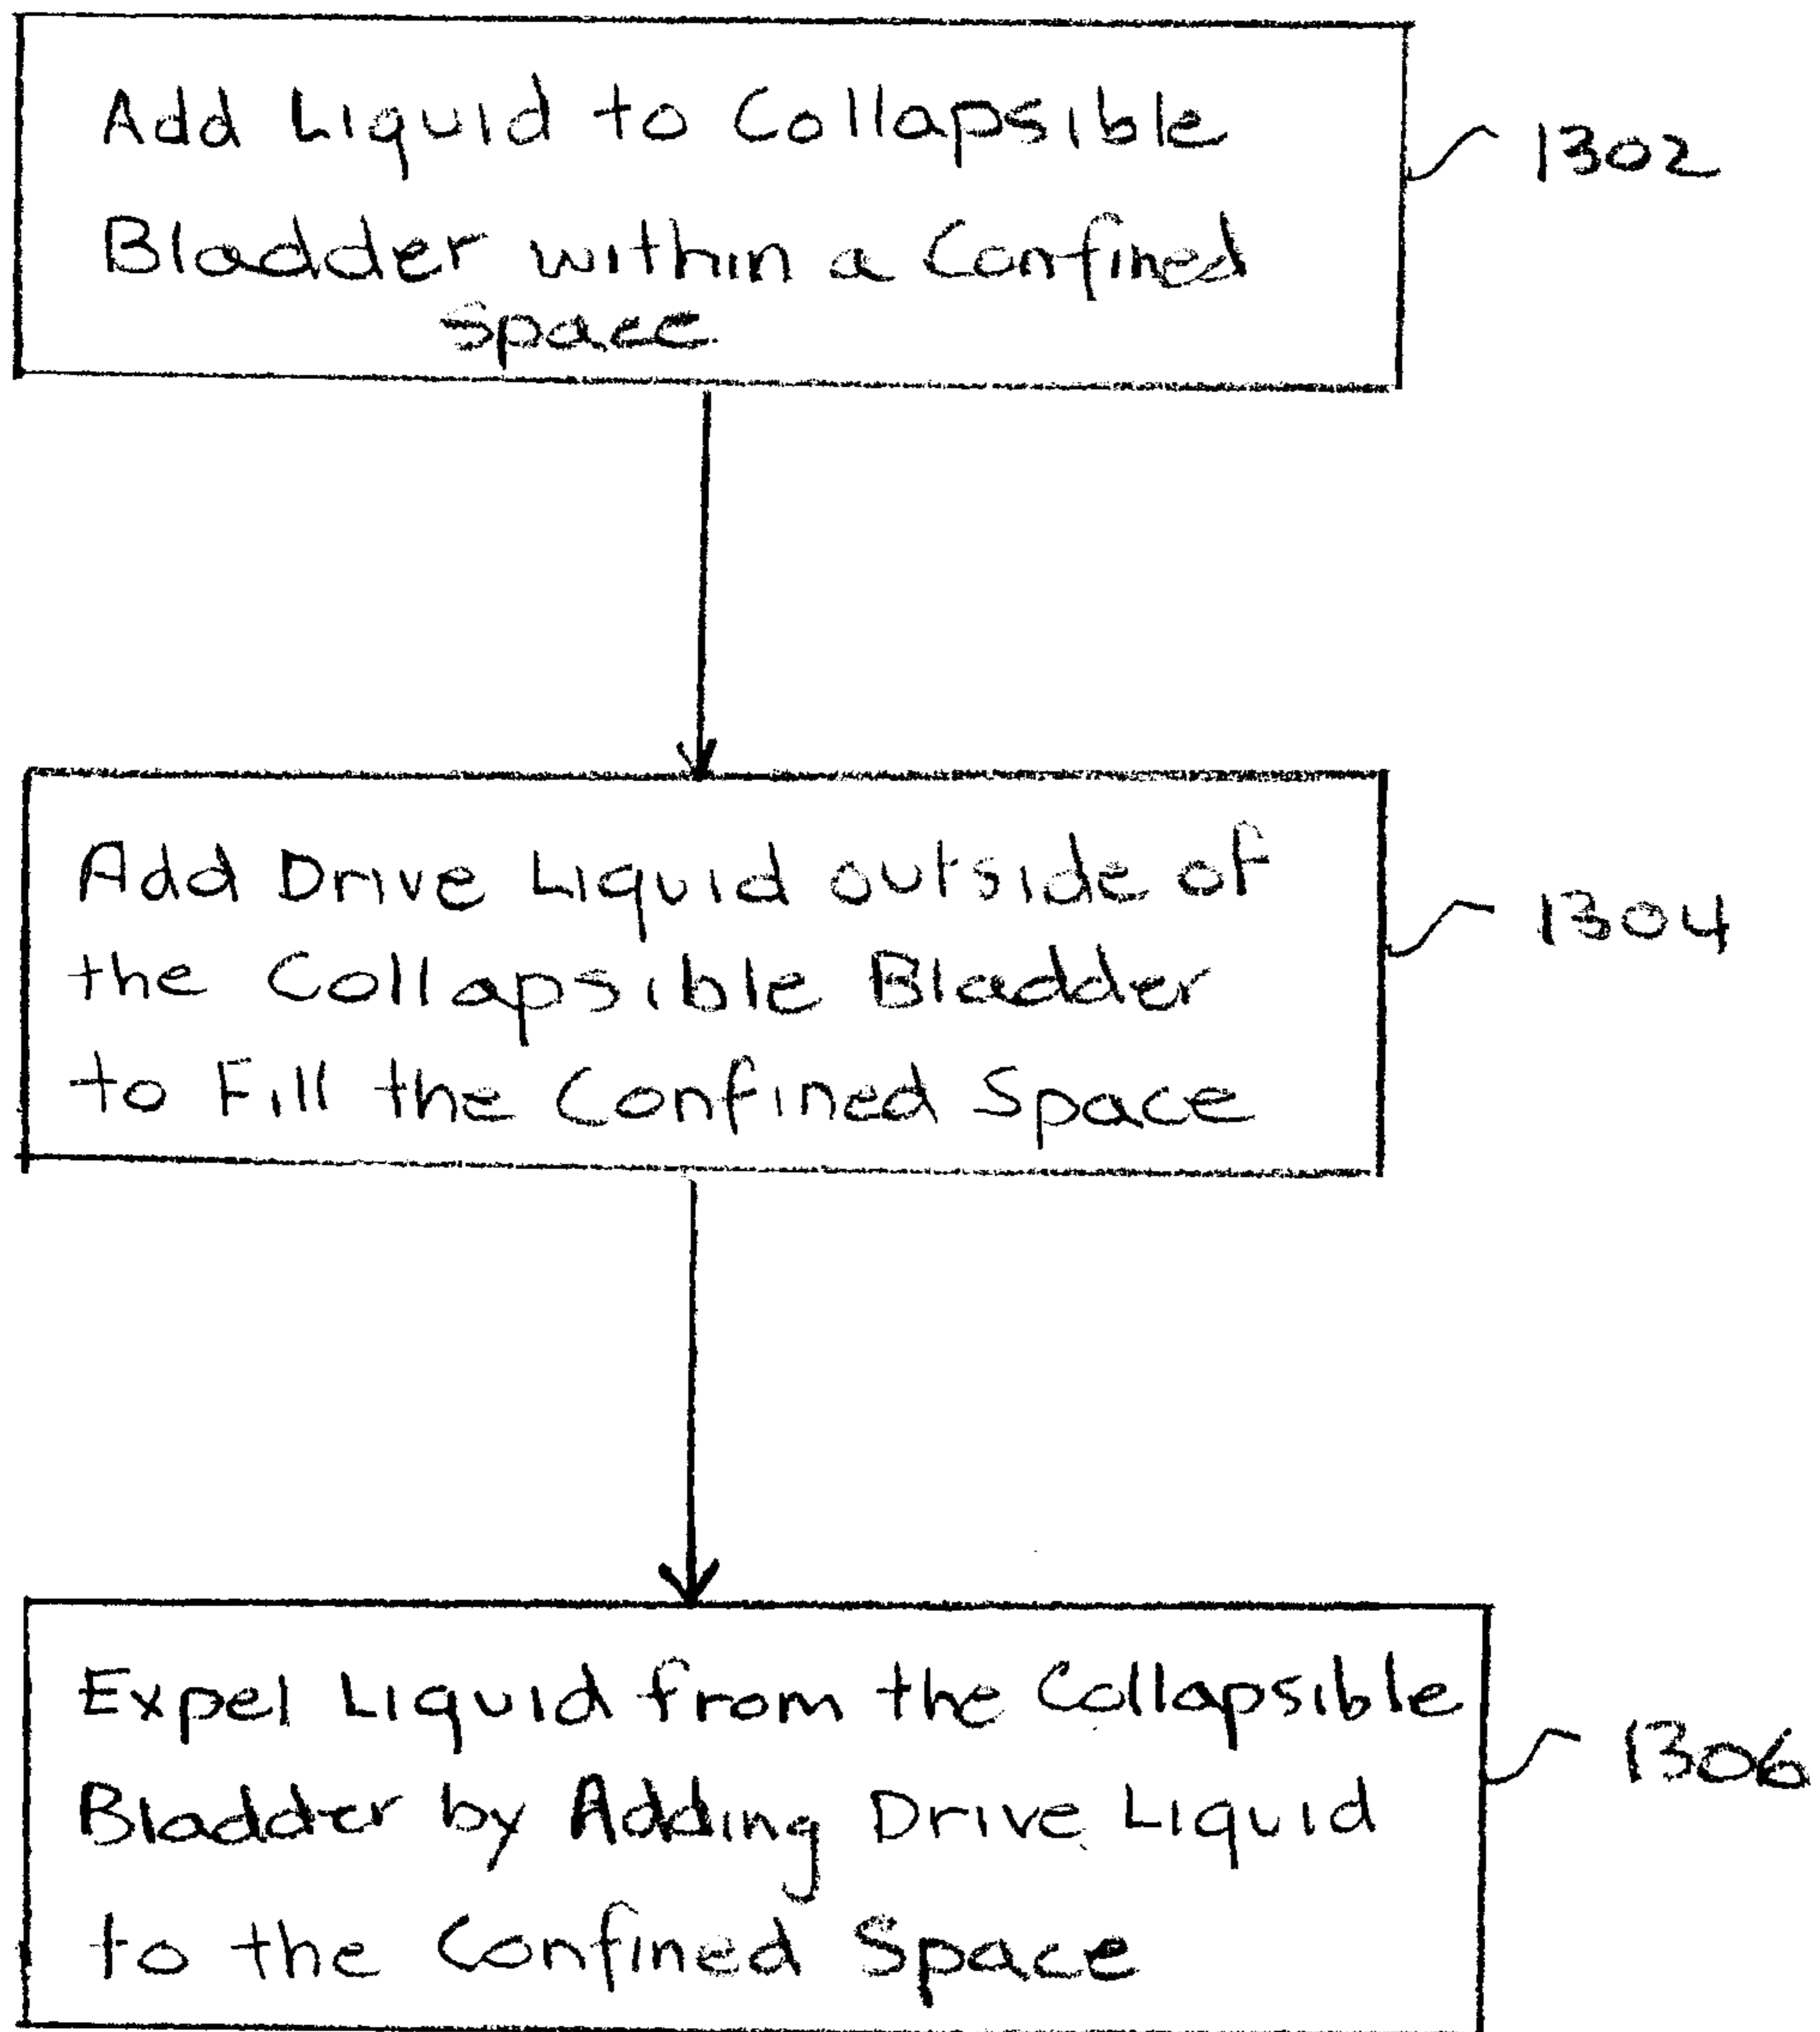 Add Liquid to Collapsible
Bladder within a Confined
Space
1302
Add Drive Liquid outside of
the Collapsible Bladder
to Fill the Confined Space
1304
Expel Liquid from the Collapsible
Bladder by Adding Drive Liquid
to the Confined Space
1306